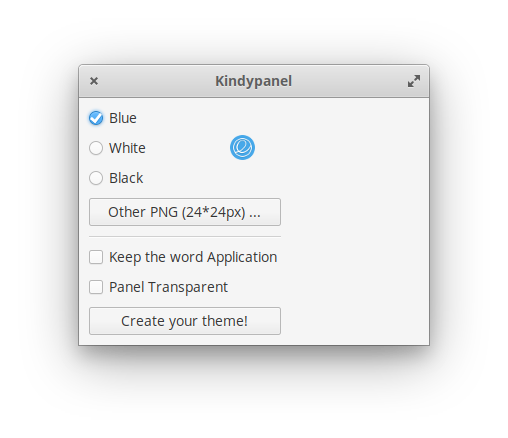 Kindypanel
Blue
White
Black
Other PNG (24*24px) ...
Keep the word Application
Panel Transparent
Create your theme!